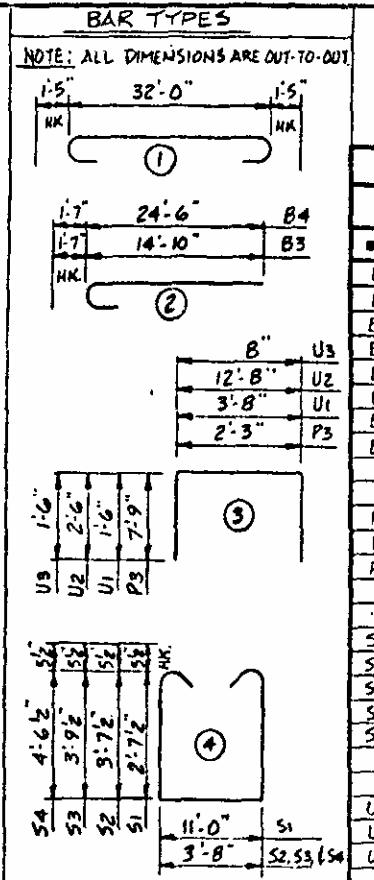 BAR TYPES
NOTE: ALL DIMENSIONS ARE OUT-TO-OUT
1'-5" 32'-0" 1'-5"
HK HK
1
1'-7" 24'-6" B4
1'-7" 14'-10" B3
HK.
2
8" U3
12'-8" U2
3'-8" U1
2'-3" P3
3
1'-6" 2'-6" 1'-6" 7'-9"
U3 U2 U1 P3
5½" 5½" 5½" 5½" HK.
4'-6½" 3'-9½" 3'-7½" 2'-7½"
4
S4 S3 S2 S1
11'-0" S1
3'-8" S2, S3, & S4